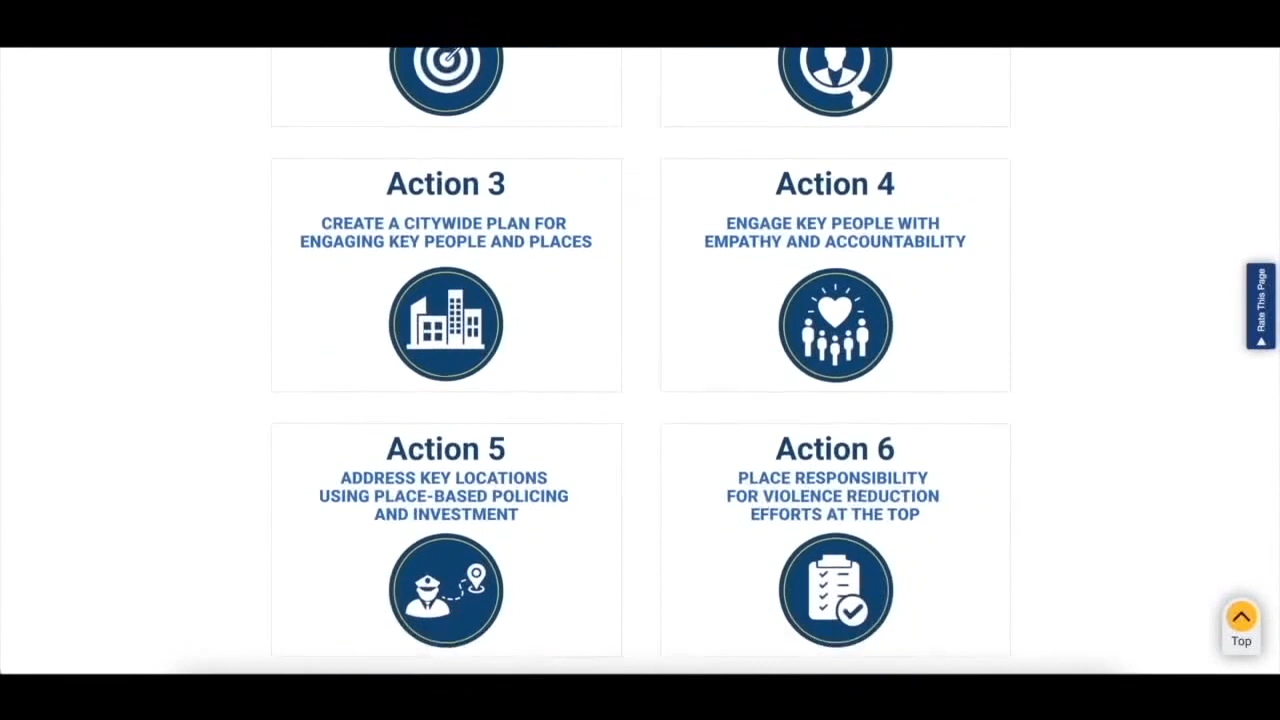 Action 3
CREATE A CITYWIDE PLAN FOR
ENGAGING KEY PEOPLE AND PLACES
Action 4
ENGAGE KEY PEOPLE WITH
EMPATHY AND ACCOUNTABILITY
Action 5
ADDRESS KEY LOCATIONS
USING PLACE-BASED POLICING
AND INVESTMENT
Action 6
PLACE RESPONSIBILITY
FOR VIOLENCE REDUCTION
EFFORTS AT THE TOP
Rate This Page
Top